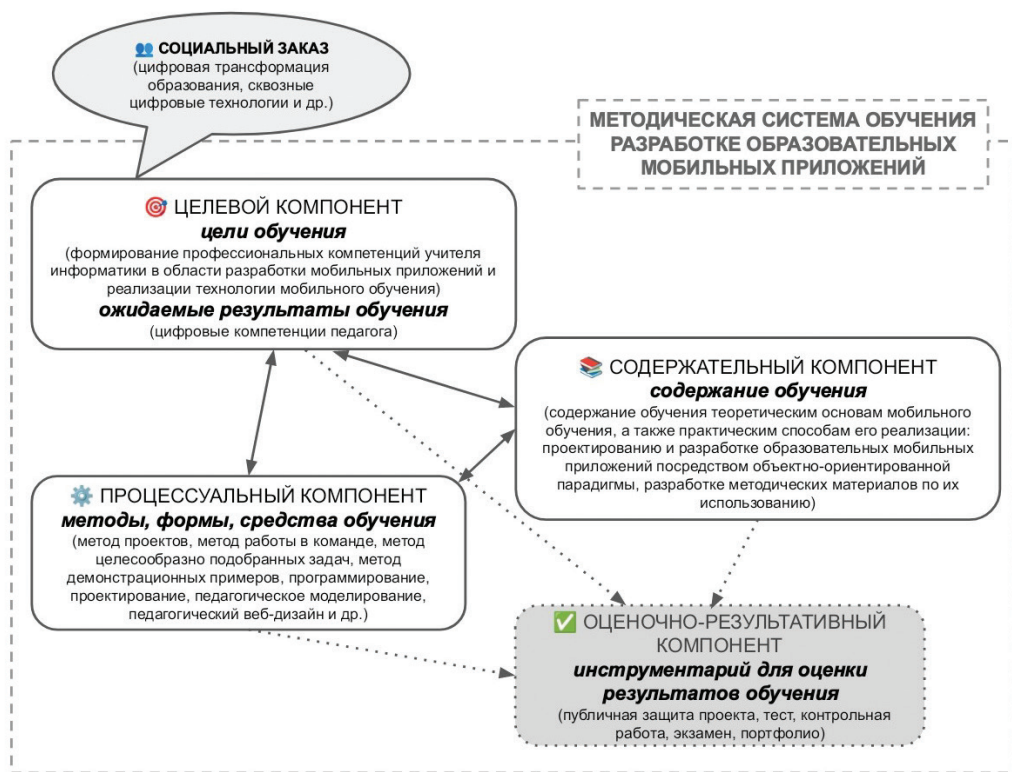 СОЦИАЛЬНЫЙ ЗАКАЗ
(цифровая трансформация
образования, сквозные
цифровые технологии и др.)
МЕТОДИЧЕСКАЯ СИСТЕМА ОБУЧЕНИЯ
РАЗРАБОТКЕ ОБРАЗОВАТЕЛЬНЫХ
МОБИЛЬНЫХ ПРИЛОЖЕНИЙ
ЦЕЛЕВОЙ КОМПОНЕНТ
цели обучения
(формирование профессиональных компетенций учителя
информатики в области разработки мобильных приложений и
реализации технологии мобильного обучения)
ожидаемые результаты обучения
(цифровые компетенции педагога)
СОДЕРЖАТЕЛЬНЫЙ КОМПОНЕНТ
содержание обучения
(содержание обучения теоретическим основам мобильного
обучения, а также практическим способам его реализации:
проектированию и разработке образовательных мобильных
приложений посредством объектно-ориентированной
парадигмы, разработке методических материалов по их
использованию)
ПРОЦЕССУАЛЬНЫЙ КОМПОНЕНТ
методы, формы, средства обучения
(метод проектов, метод работы в команде, метод
целесообразно подобранных задач, метод
демонстрационных примеров, программирование,
проектирование, педагогическое моделирование,
педагогический веб-дизайн и др.)
ОЦЕНОЧНО-РЕЗУЛЬТАТИВНЫЙ
КОМПОНЕНТ
инструментарий для оценки
результатов обучения
(публичная защита проекта, тест, контрольная
работа, экзамен, портфолио)